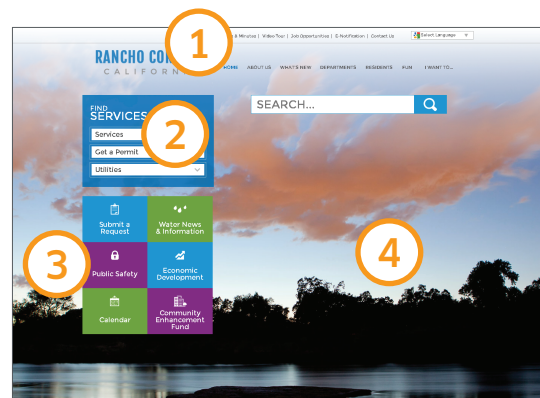 & Minutes | Video Tour | Job Opportunities | E-Notification | Contact Us
Select Language
1
RANCHO COR
CALIFORN
HOME ABOUT US WHAT'S NEW DEPARTMENTS RESIDENTS FUN I WANT TO...
FIND
SERVICES
SEARCH...
Services
2
Get a Permit
Utilities
Submit a
Request
Water News
& Information
3
Public Safety
Economic
Development
4
Calendar
Community
Enhancement
Fund